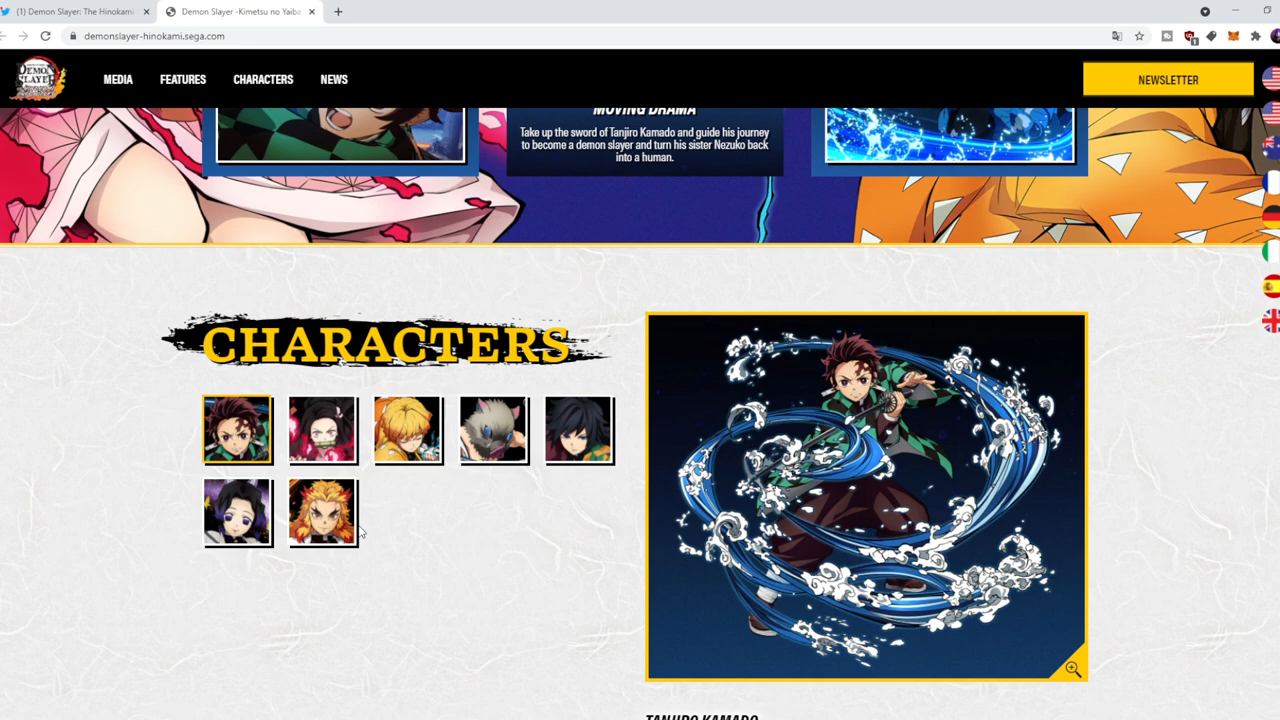 (1) Demon Slayer: The Hinokami
Demon Slayer -Kimetsu no Yaiba
demonslayer-hinokami.sega.com
DEMON SLAYER
MEDIA
FEATURES
CHARACTERS
NEWS
NEWSLETTER
MOVING DRAMA
Take up the sword of Tanjiro Kamado and guide his journey
to become a demon slayer and turn his sister Nezuko back
into a human.
CHARACTERS
TANJIRO KAMADO